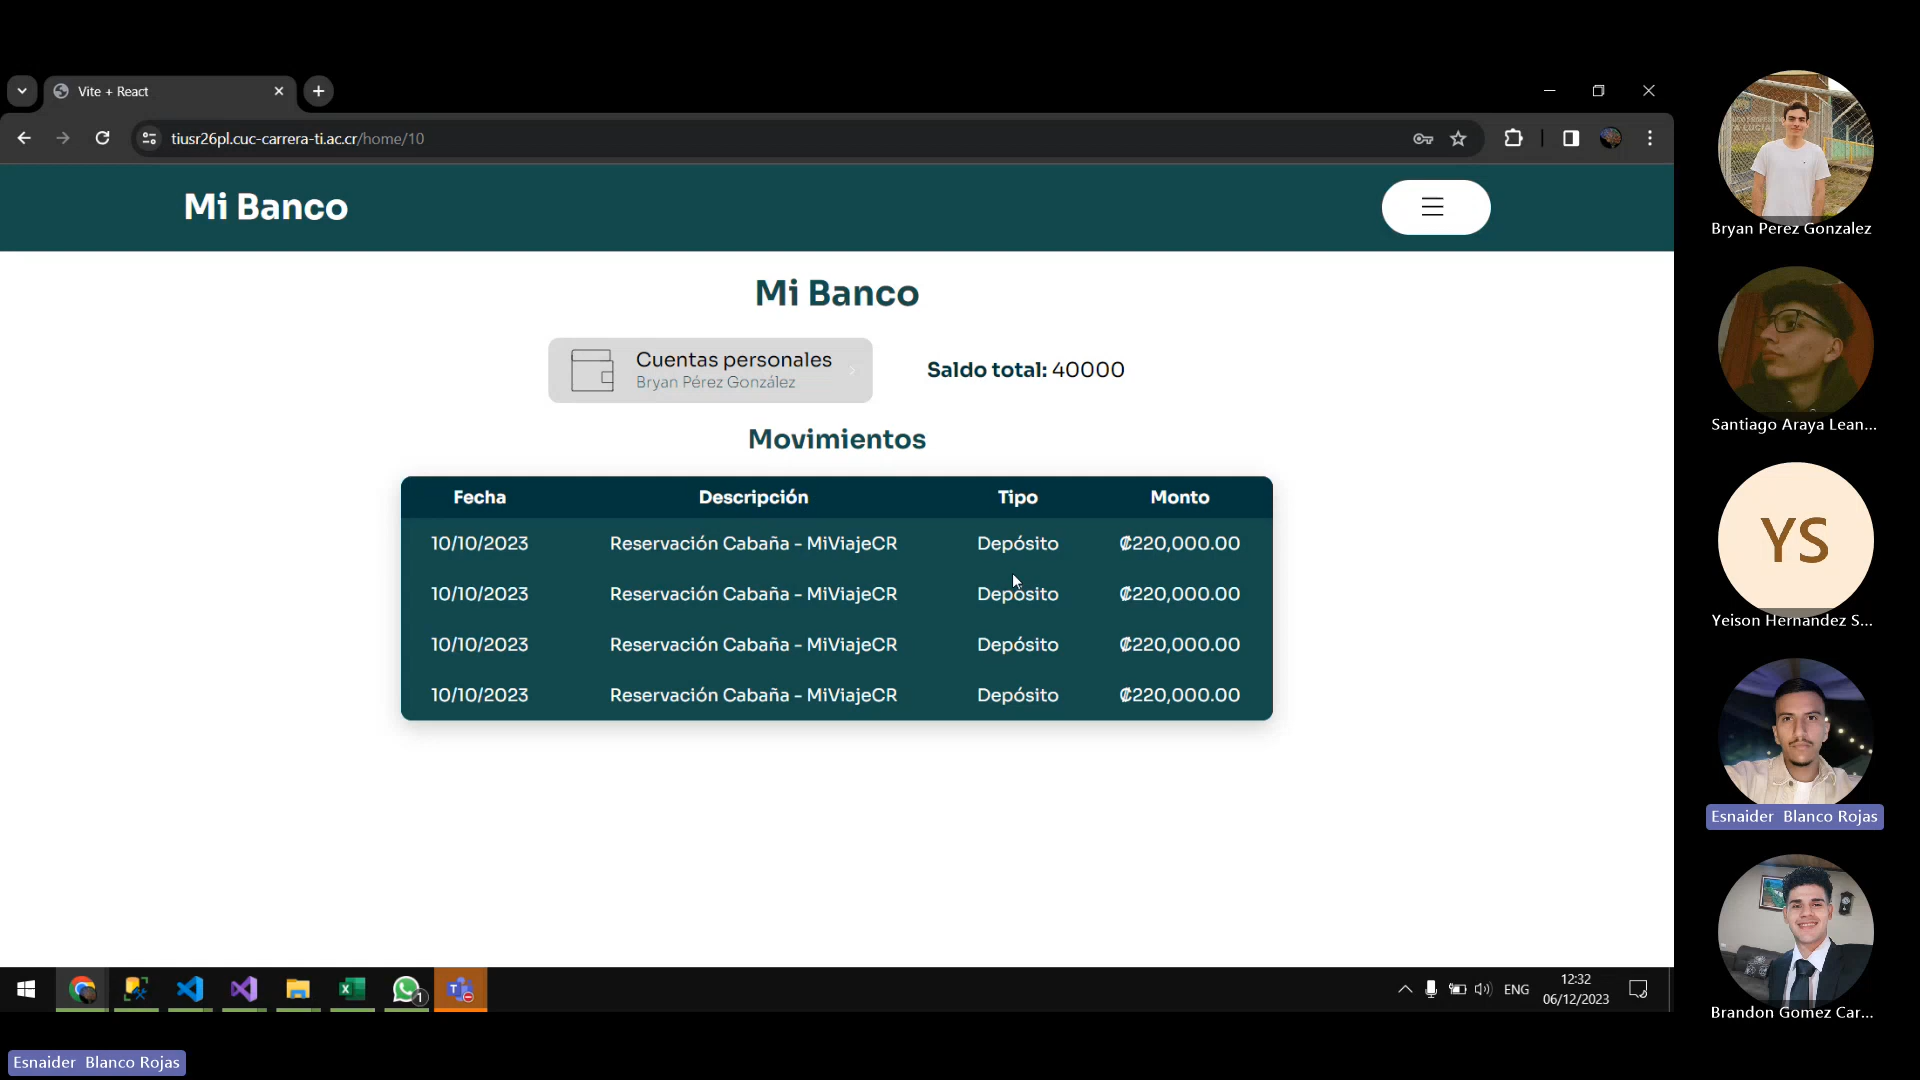 Vite + React
tiusr26pl.cuc-carrera-ti.ac.cr/home/10
Mi Banco
Mi Banco
Cuentas personales
Bryan Pérez González
Saldo total: 40000
Movimientos
Fecha Descripción Tipo Monto
10/10/2023 Reservación Cabaña - MiViajeCR Depósito ₡220,000.00
10/10/2023 Reservación Cabaña - MiViajeCR Depósito ₡220,000.00
10/10/2023 Reservación Cabaña - MiViajeCR Depósito ₡220,000.00
10/10/2023 Reservación Cabaña - MiViajeCR Depósito ₡220,000.00
Bryan Perez Gonzalez
Santiago Araya Lean...
YS
Yeison Hernandez S...
Esnaider Blanco Rojas
Brandon Gomez Car...
1
ENG
12:32
06/12/2023
Esnaider Blanco Rojas